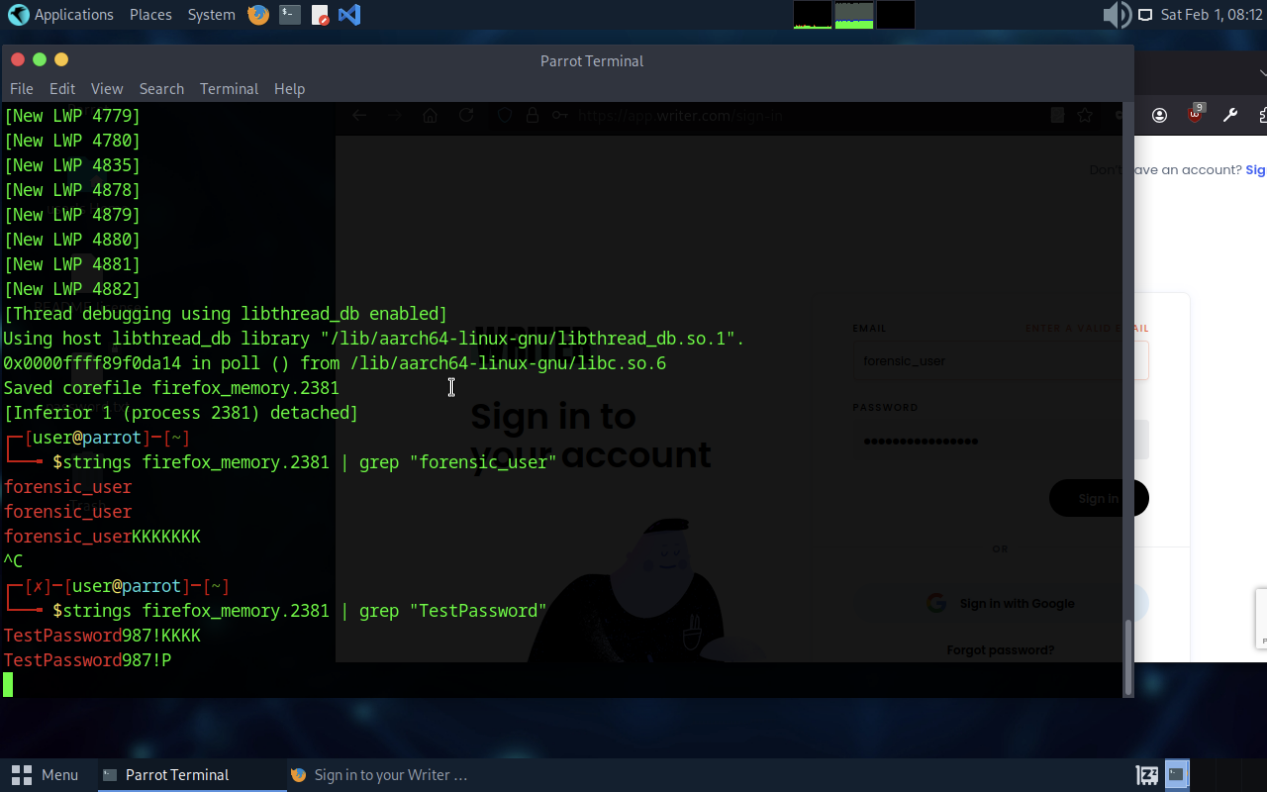 Applications Places System Sat Feb 1, 08:12
Parrot Terminal
File Edit View Search Terminal Help
[New LWP 4779]
[New LWP 4780]
[New LWP 4835]
[New LWP 4878]
[New LWP 4879]
[New LWP 4880]
[New LWP 4881]
[New LWP 4882]
[Thread debugging using libthread_db enabled]
Using host libthread_db library "/lib/aarch64-linux-gnu/libthread_db.so.1".
0x0000ffff89f0da14 in poll () from /lib/aarch64-linux-gnu/libc.so.6
Saved corefile firefox_memory.2381
[Inferior 1 (process 2381) detached]
[user@parrot]─[~]
$strings firefox_memory.2381 | grep "forensic_user"
forensic_user
forensic_user
forensic_userKKKKKKK
^C
[✗]─[user@parrot]─[~]
$strings firefox_memory.2381 | grep "TestPassword"
TestPassword987!KKKK
TestPassword987!P
https://app.writer.com/sign-in
9
Don't have an account? Sig
WRITER
Sign in to
your account
EMAIL ENTER A VALID EMAIL
forensic_user
PASSWORD
Sign in
OR
Sign in with Google
Forgot password?
Menu Parrot Terminal Sign in to your Writer ...